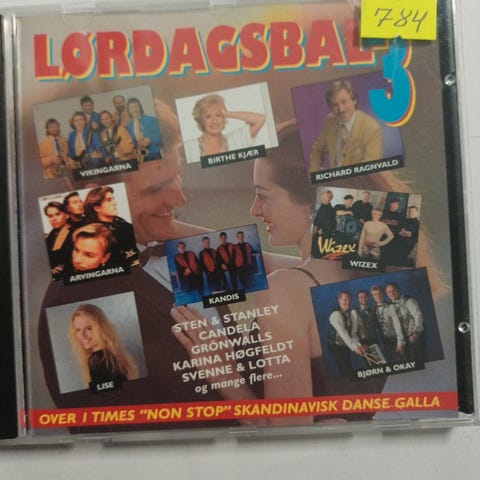 784
LØRDAGSBAL
3
VIKINGARNA
BIRTHE KJÆR
RICHARD RAGNVALD
ARVINGARNA
KANDIS
Wizex
WIZEX
LISE
BJØRN & OKAY
STEN & STANLEY
CANDELA
GRÖNWALLS
KARINA HØGFELDT
SVENNE & LOTTA
og mange flere...
OVER 1 TIMES "NON STOP" SKANDINAVISK DANSE GALLA